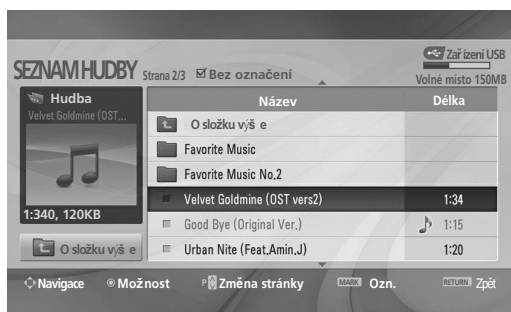 Zařízení USB
SEZNAM HUDBY Strana 2/3 Bez označení
Volné místo 150MB
Hudba
Velvet Goldmine (OST...
1:340, 120KB
O složku výš e
Název Délka
O složku výš e
Favorite Music
Favorite Music No.2
Velvet Goldmine (OST vers2) 1:34
Good Bye (Original Ver.) 1:15
Urban Nite (Feat.Amin.J) 1:20
Navigace Možnost P Změna stránky MARK Ozn. RETURN Zpět